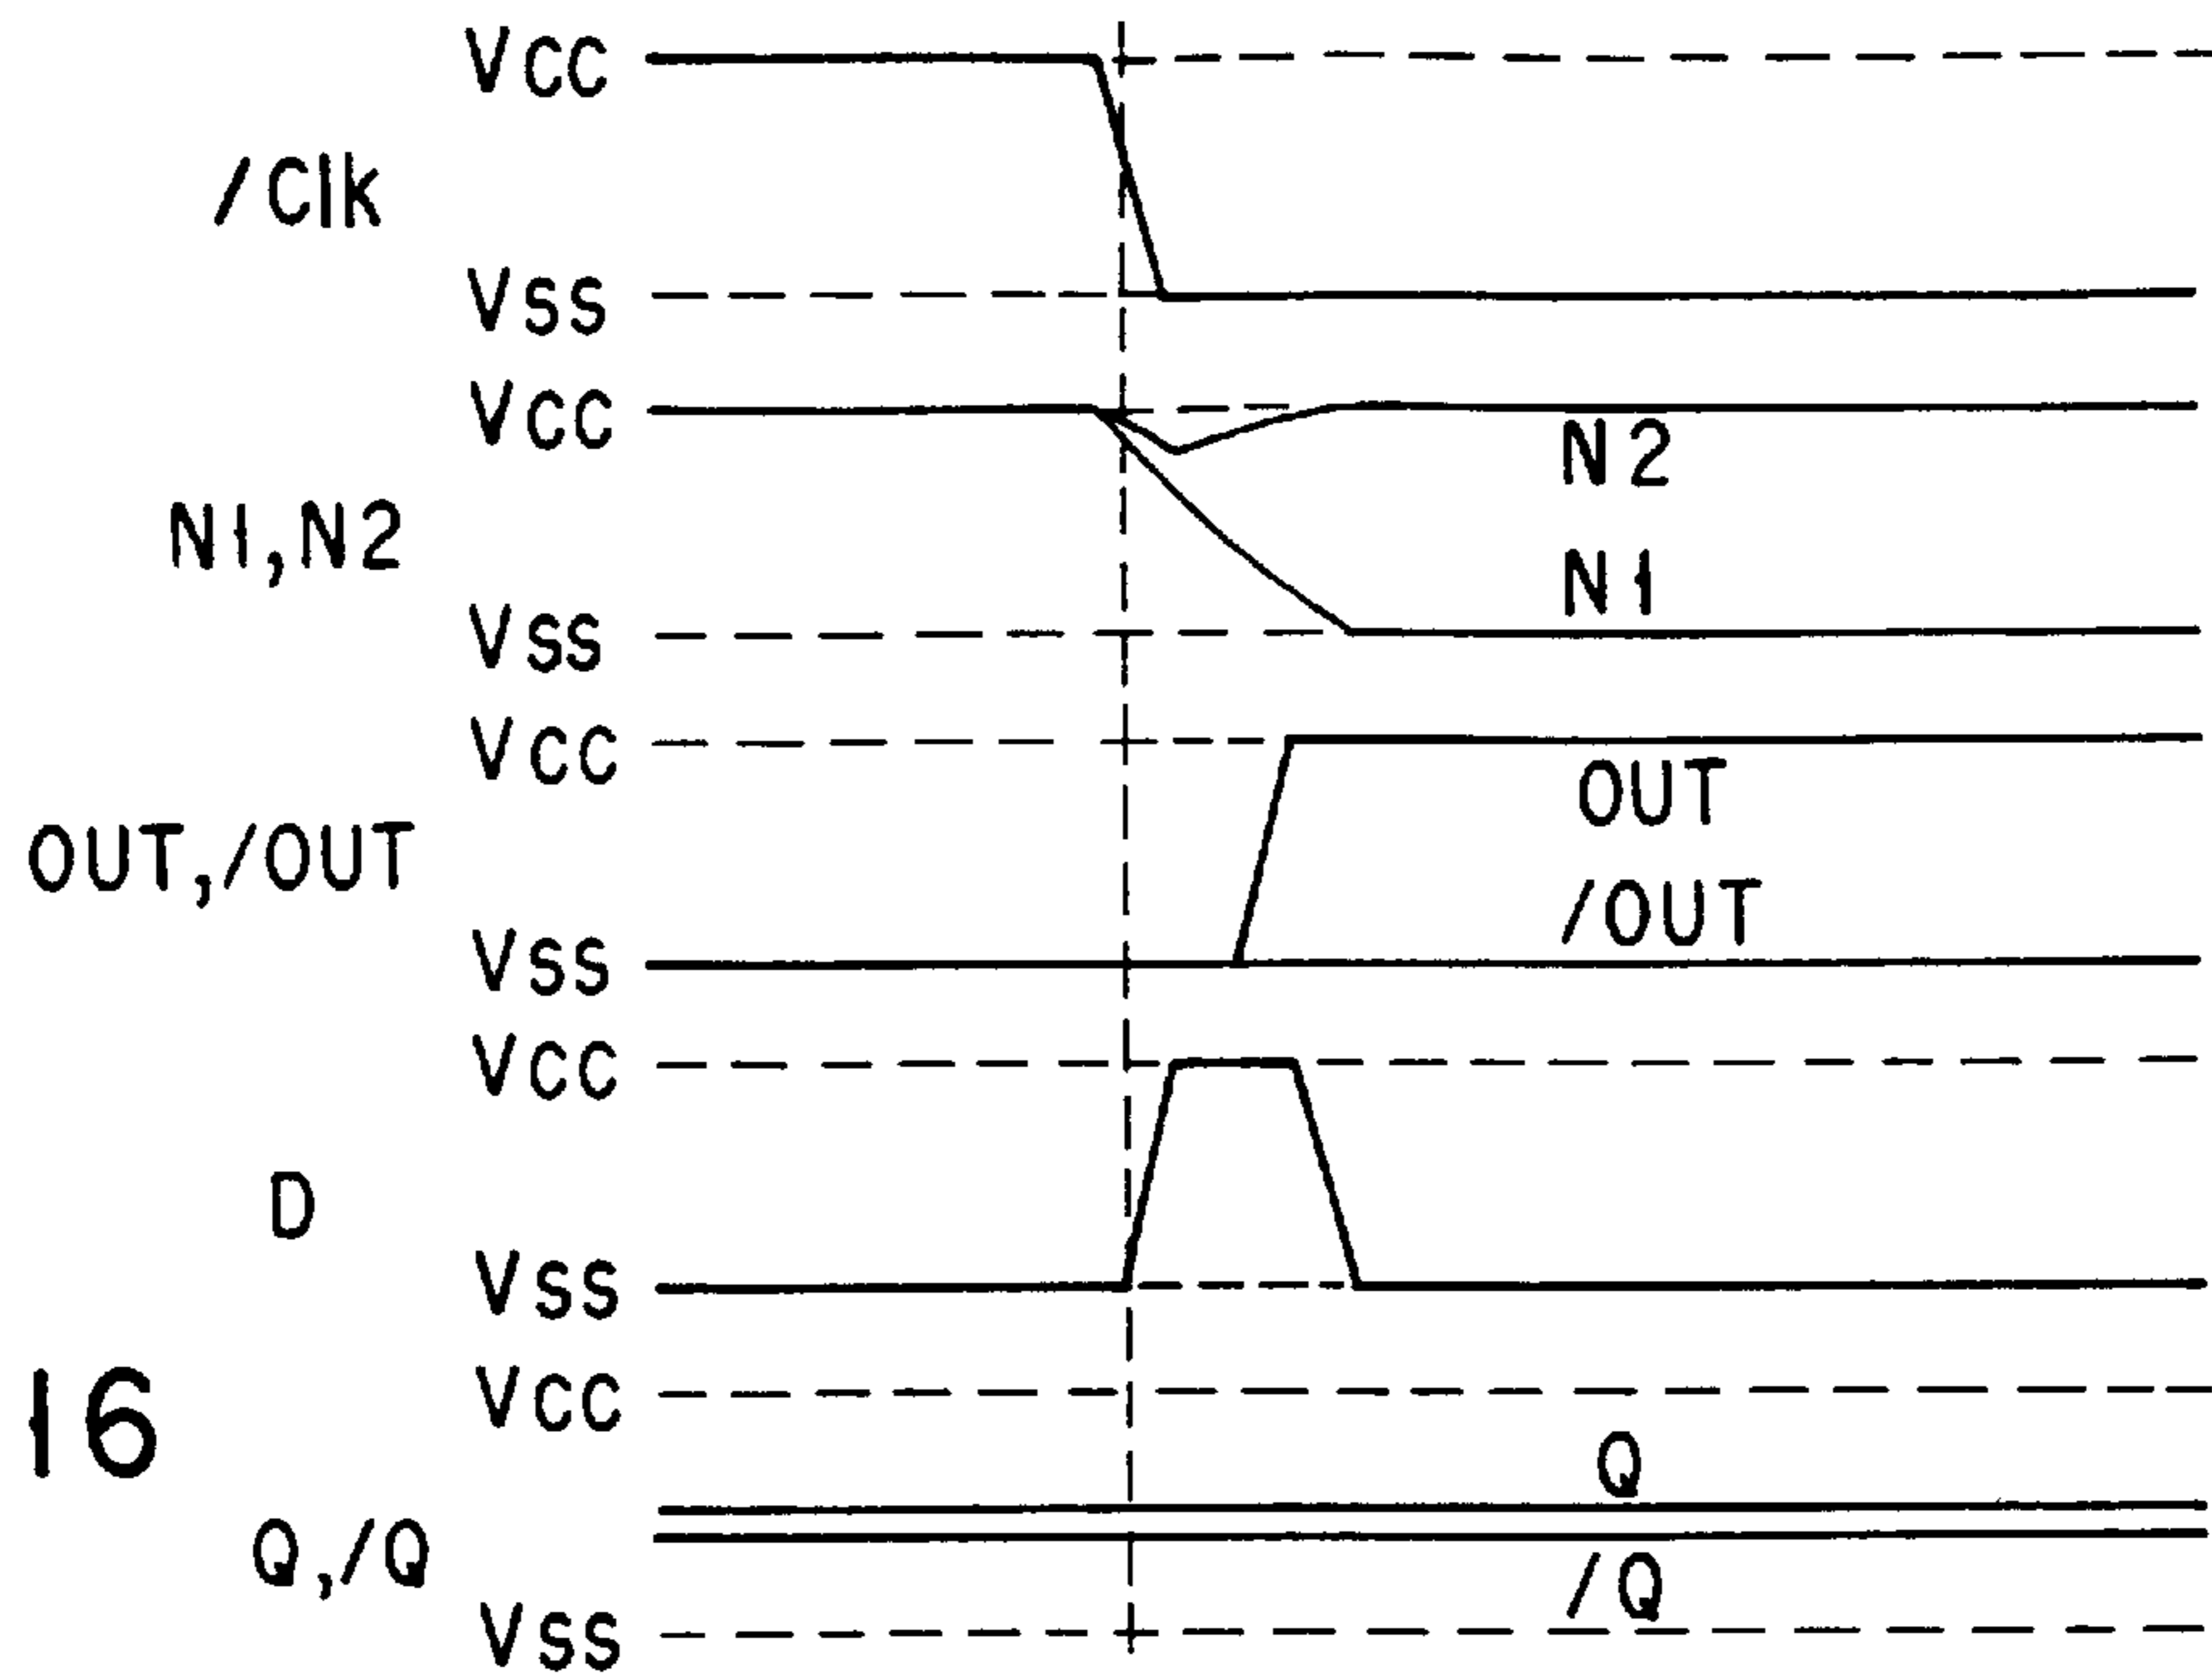 Vcc
/Clk
Vss
Vcc
N2
N1,N2
N1
Vss
Vcc
OUT
OUT,/OUT
/OUT
Vss
Vcc
D
Vss
Vcc
16
Q
Q,/Q
/Q
Vss